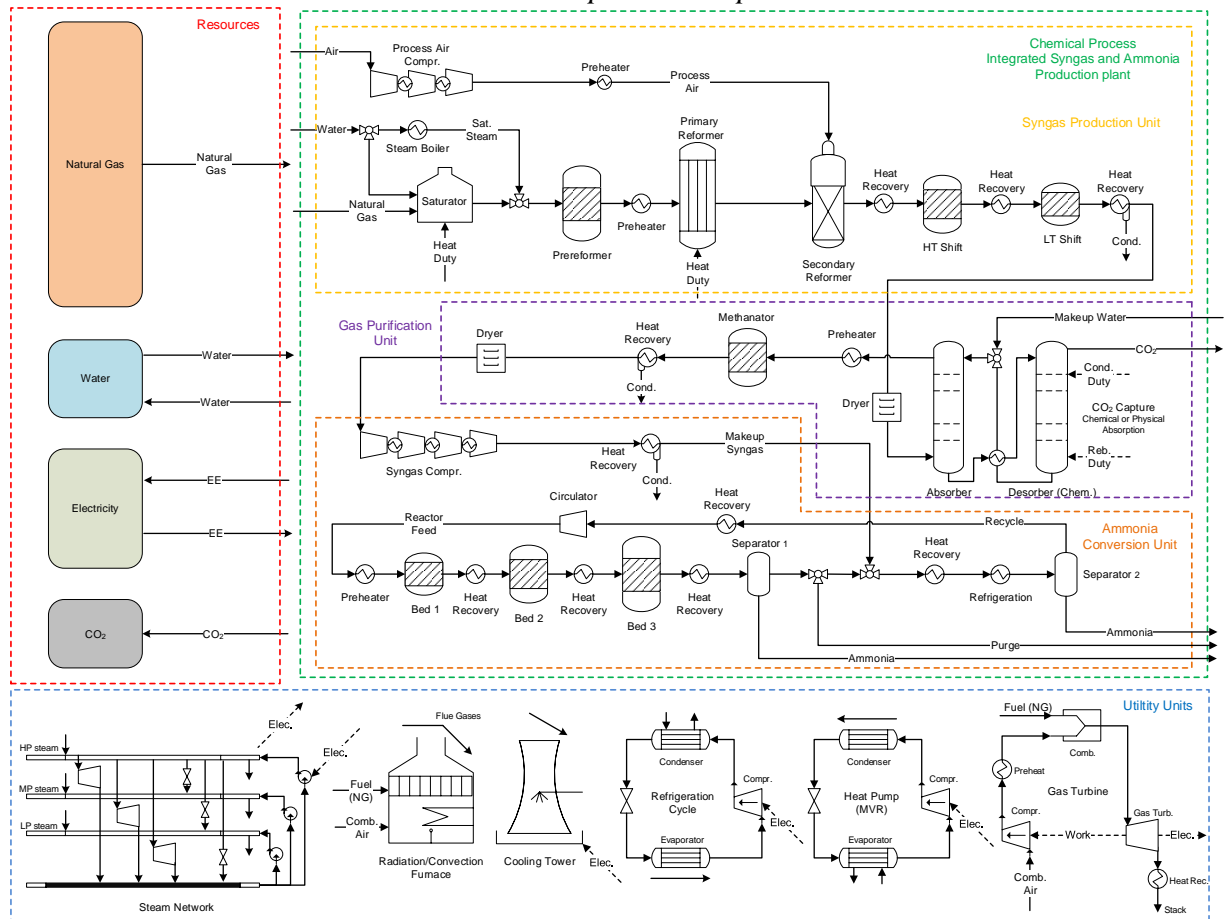 Resources
Natural Gas
Natural
Gas
Water
Water
Water
Electricity
EE
EE
CO₂
CO₂
Chemical Process
Integrated Syngas and Ammonia
Production plant
Syngas Production Unit
Air
Process Air
Compr.
Preheater
Process
Air
Water
Sat.
Steam
Steam Boiler
Natural
Gas
Saturator
Heat
Duty
Prereformer
Preheater
Primary
Reformer
Heat
Duty
Secondary
Reformer
Heat
Recovery
HT Shift
Heat
Recovery
LT Shift
Heat
Recovery
Cond.
Gas Purification
Unit
Dryer
Heat
Recovery
Cond.
Methanator
Preheater
Dryer
Absorber
Desorber (Chem.)
Makeup Water
CO₂
Cond.
Duty
CO₂ Capture
Chemical or Physical
Absorption
Reb.
Duty
Syngas Compr.
Heat
Recovery
Cond.
Makeup
Syngas
Ammonia
Conversion Unit
Reactor
Feed
Circulator
Heat
Recovery
Recycle
Preheater
Bed 1
Heat
Recovery
Bed 2
Heat
Recovery
Bed 3
Heat
Recovery
Separator 1
Heat
Recovery
Refrigeration
Separator 2
Ammonia
Purge
Ammonia
Utiltity Units
HP steam
MP steam
LP steam
Elec.
Elec.
Steam Network
Flue Gases
Fuel
(NG)
Comb.
Air
Radiation/Convection
Furnace
Cooling Tower
Elec.
Condenser
Refrigeration
Cycle
Compr.
Elec.
Evaporator
Condenser
Heat Pump
(MVR)
Compr.
Elec.
Evaporator
Fuel (NG)
Comb.
Preheat
Gas Turbine
Compr.
Gas Turb.
Work
Elec.
Comb.
Air
Heat Rec.
Stack